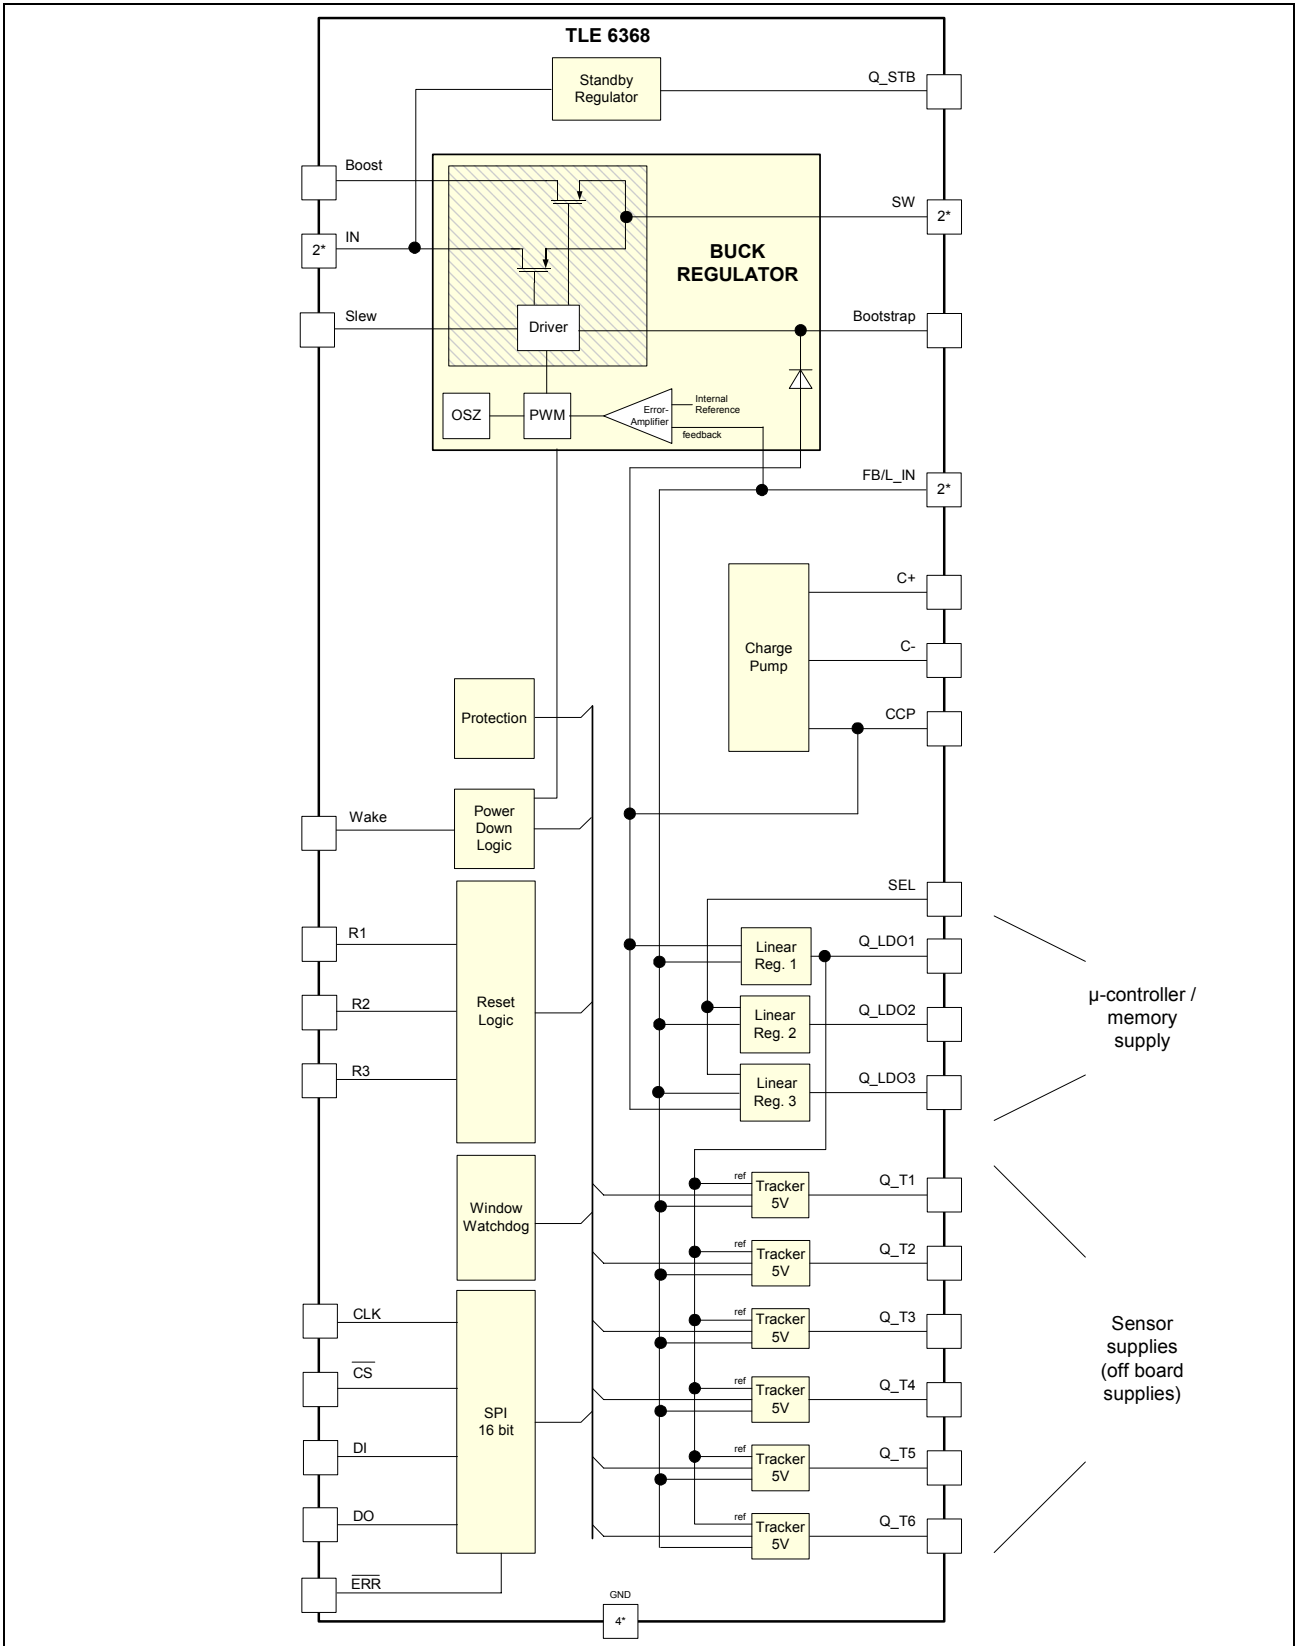 TLE 6368
Standby
Regulator
Q_STB
Boost
2*
IN
Slew
BUCK
REGULATOR
SW
2*
Driver
Bootstrap
OSZ
PWM
Error-
Amplifier
Internal
Reference
feedback
FB/L_IN
2*
Charge
Pump
C+
C-
CCP
Protection
Wake
Power
Down
Logic
R1
R2
R3
Reset
Logic
SEL
Linear
Reg. 1
Q_LDO1
Linear
Reg. 2
Q_LDO2
Linear
Reg. 3
Q_LDO3
µ-controller /
memory
supply
Window
Watchdog
ref
Tracker
5V
Q_T1
ref
Tracker
5V
Q_T2
ref
Tracker
5V
Q_T3
ref
Tracker
5V
Q_T4
ref
Tracker
5V
Q_T5
ref
Tracker
5V
Q_T6
Sensor
supplies
(off board
supplies)
CLK
CS
DI
DO
ERR
SPI
16 bit
GND
4*